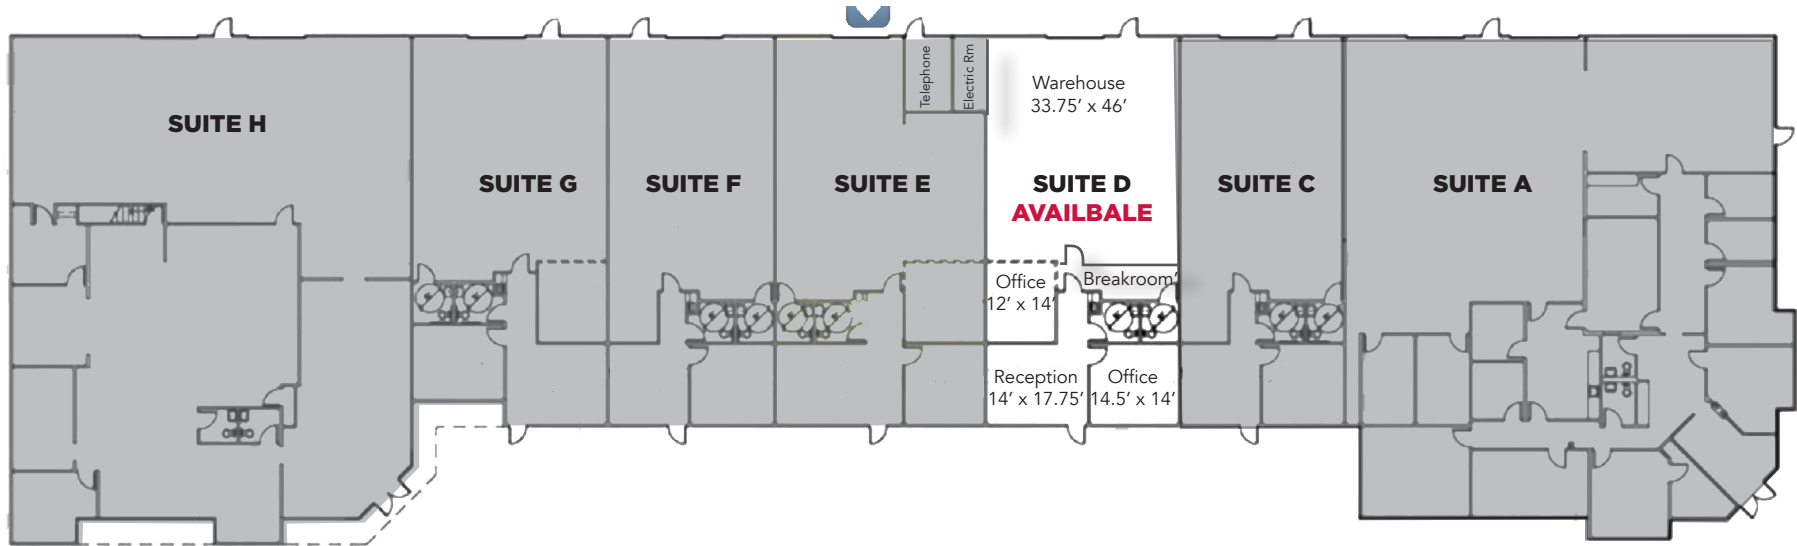 SUITE H
SUITE G
SUITE F
SUITE E
Telephone
Electric Rm
Warehouse
33.75’ x 46’
SUITE D
AVAILBALE
Office
12’ x 14’
Breakroom’
Reception
14’ x 17.75’
Office
14.5’ x 14’
SUITE C
SUITE A